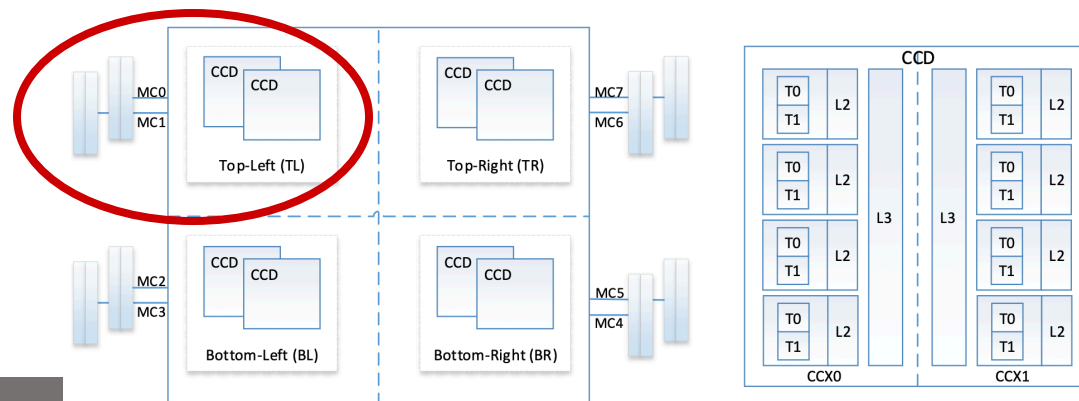 CCD
CCD
MC0
MC1
Top-Left (TL)
CCD
CCD
MC7
MC6
Top-Right (TR)
CCD
CCD
MC2
MC3
Bottom-Left (BL)
CCD
CCD
MC5
MC4
Bottom-Right (BR)
CCD
T0
T1
L2
T0
T1
L2
T0
T1
L2
T0
T1
L2
L3
CCX0
L3
T0
T1
L2
T0
T1
L2
T0
T1
L2
T0
T1
L2
CCX1